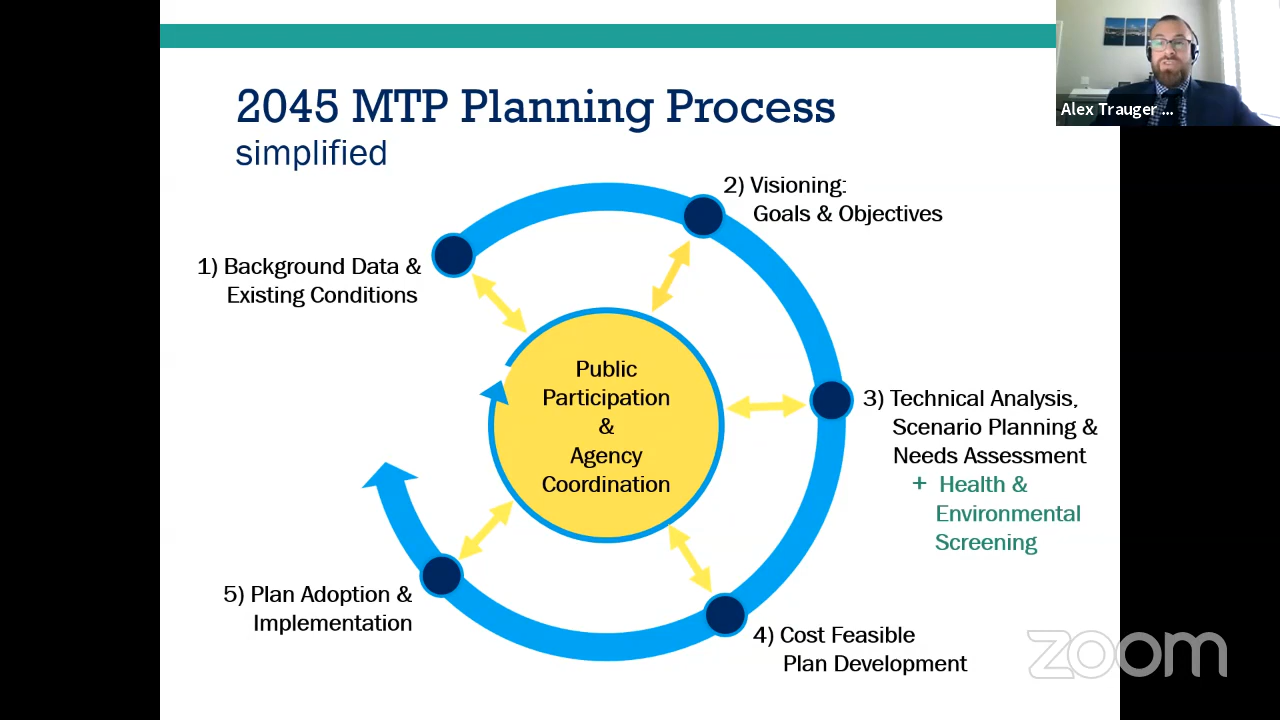 2045 MTP Planning Process
simplified
Alex Trauger ...
1) Background Data &
Existing Conditions
2) Visioning:
Goals & Objectives
3) Technical Analysis,
Scenario Planning &
Needs Assessment
+ Health &
Environmental
Screening
4) Cost Feasible
Plan Development
5) Plan Adoption &
Implementation
Public
Participation
&
Agency
Coordination
zoom